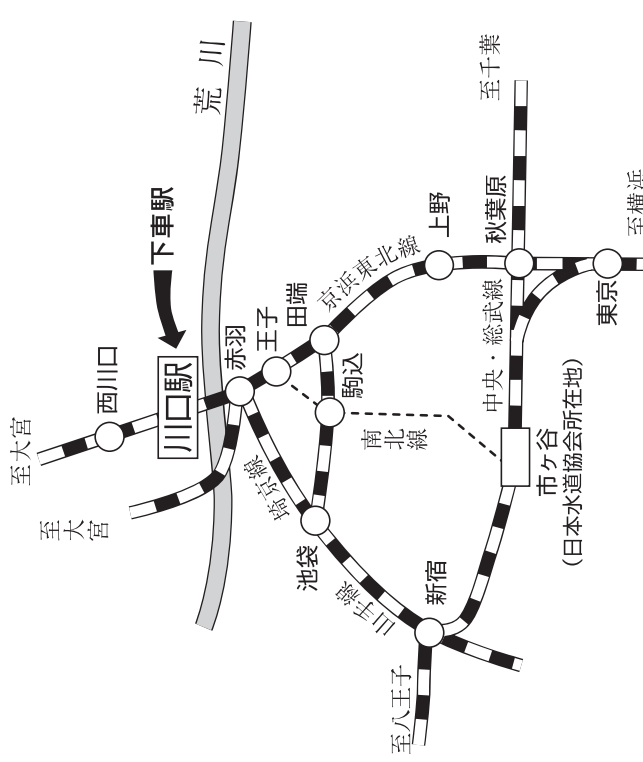 至大宮
西川口
下車駅
川口駅
荒川
至大宮
赤羽
王子
田端
京浜東北線
上野
秋葉原
至千葉
東京
至横浜
駒込
南北線
中央・総武線
埼京線
池袋
山手線
新宿
至八王子
市ヶ谷
(日本水道協会所在地)